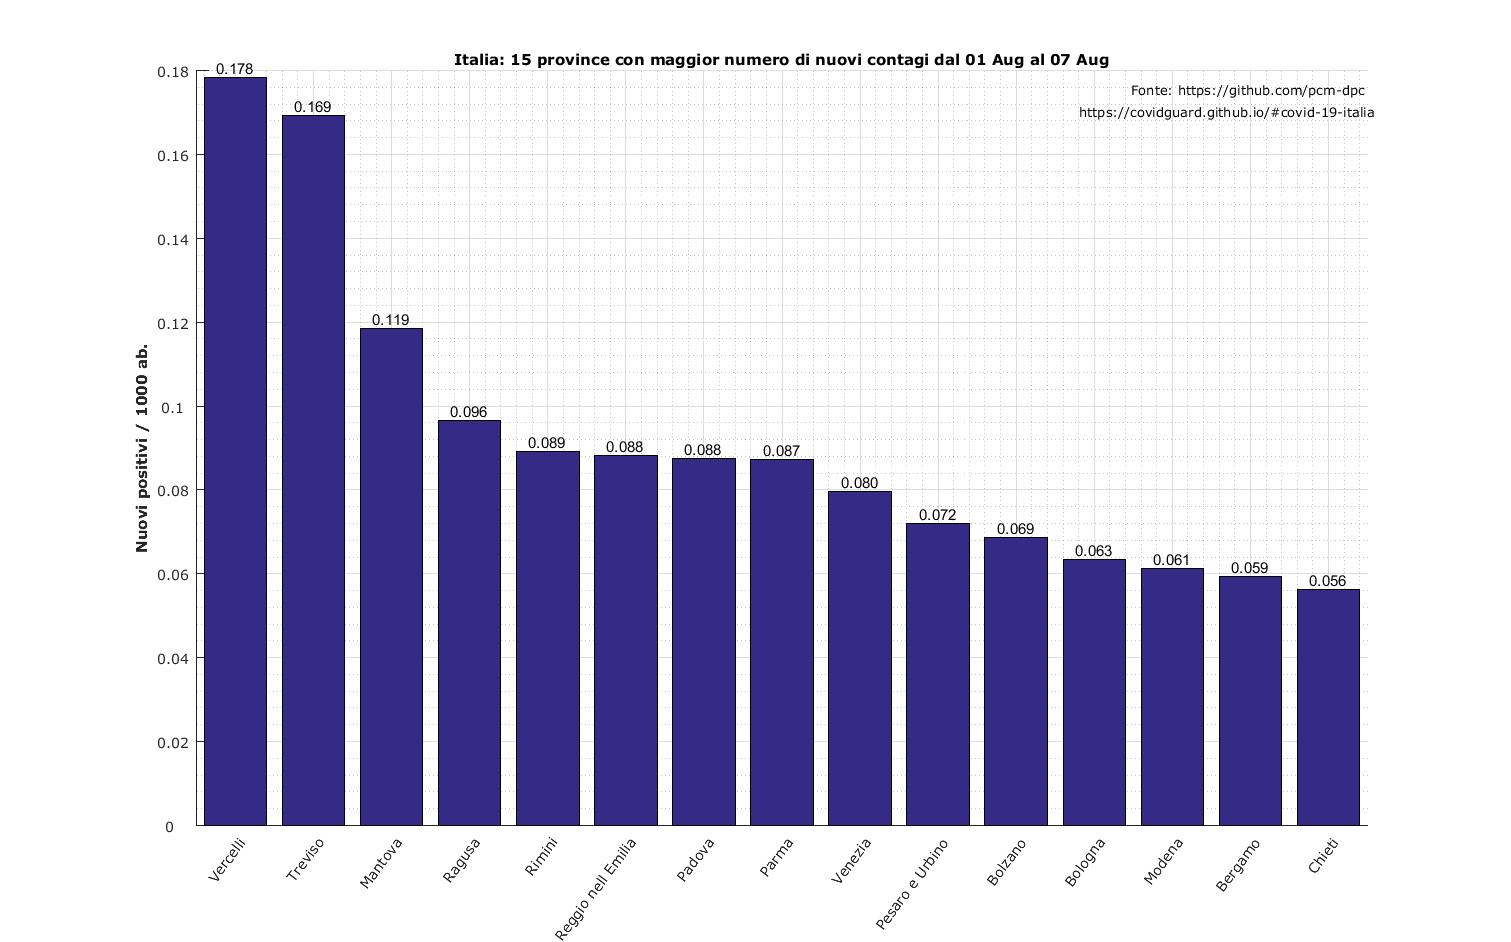 Italia: 15 province con maggior numero di nuovi contagi dal 01 Aug al 07 Aug
Fonte: https://github.com/pcm-dpc
https://covidguard.github.io/#covid-19-italia
Nuovi positivi / 1000 ab.
0.18
0.16
0.14
0.12
0.1
0.08
0.06
0.04
0.02
0
0.178
0.169
0.119
0.096
0.089
0.088
0.088
0.087
0.080
0.072
0.069
0.063
0.061
0.059
0.056
Vercelli
Treviso
Mantova
Ragusa
Rimini
Reggio nell Emilia
Padova
Parma
Venezia
Pesaro e Urbino
Bolzano
Bologna
Modena
Bergamo
Chieti